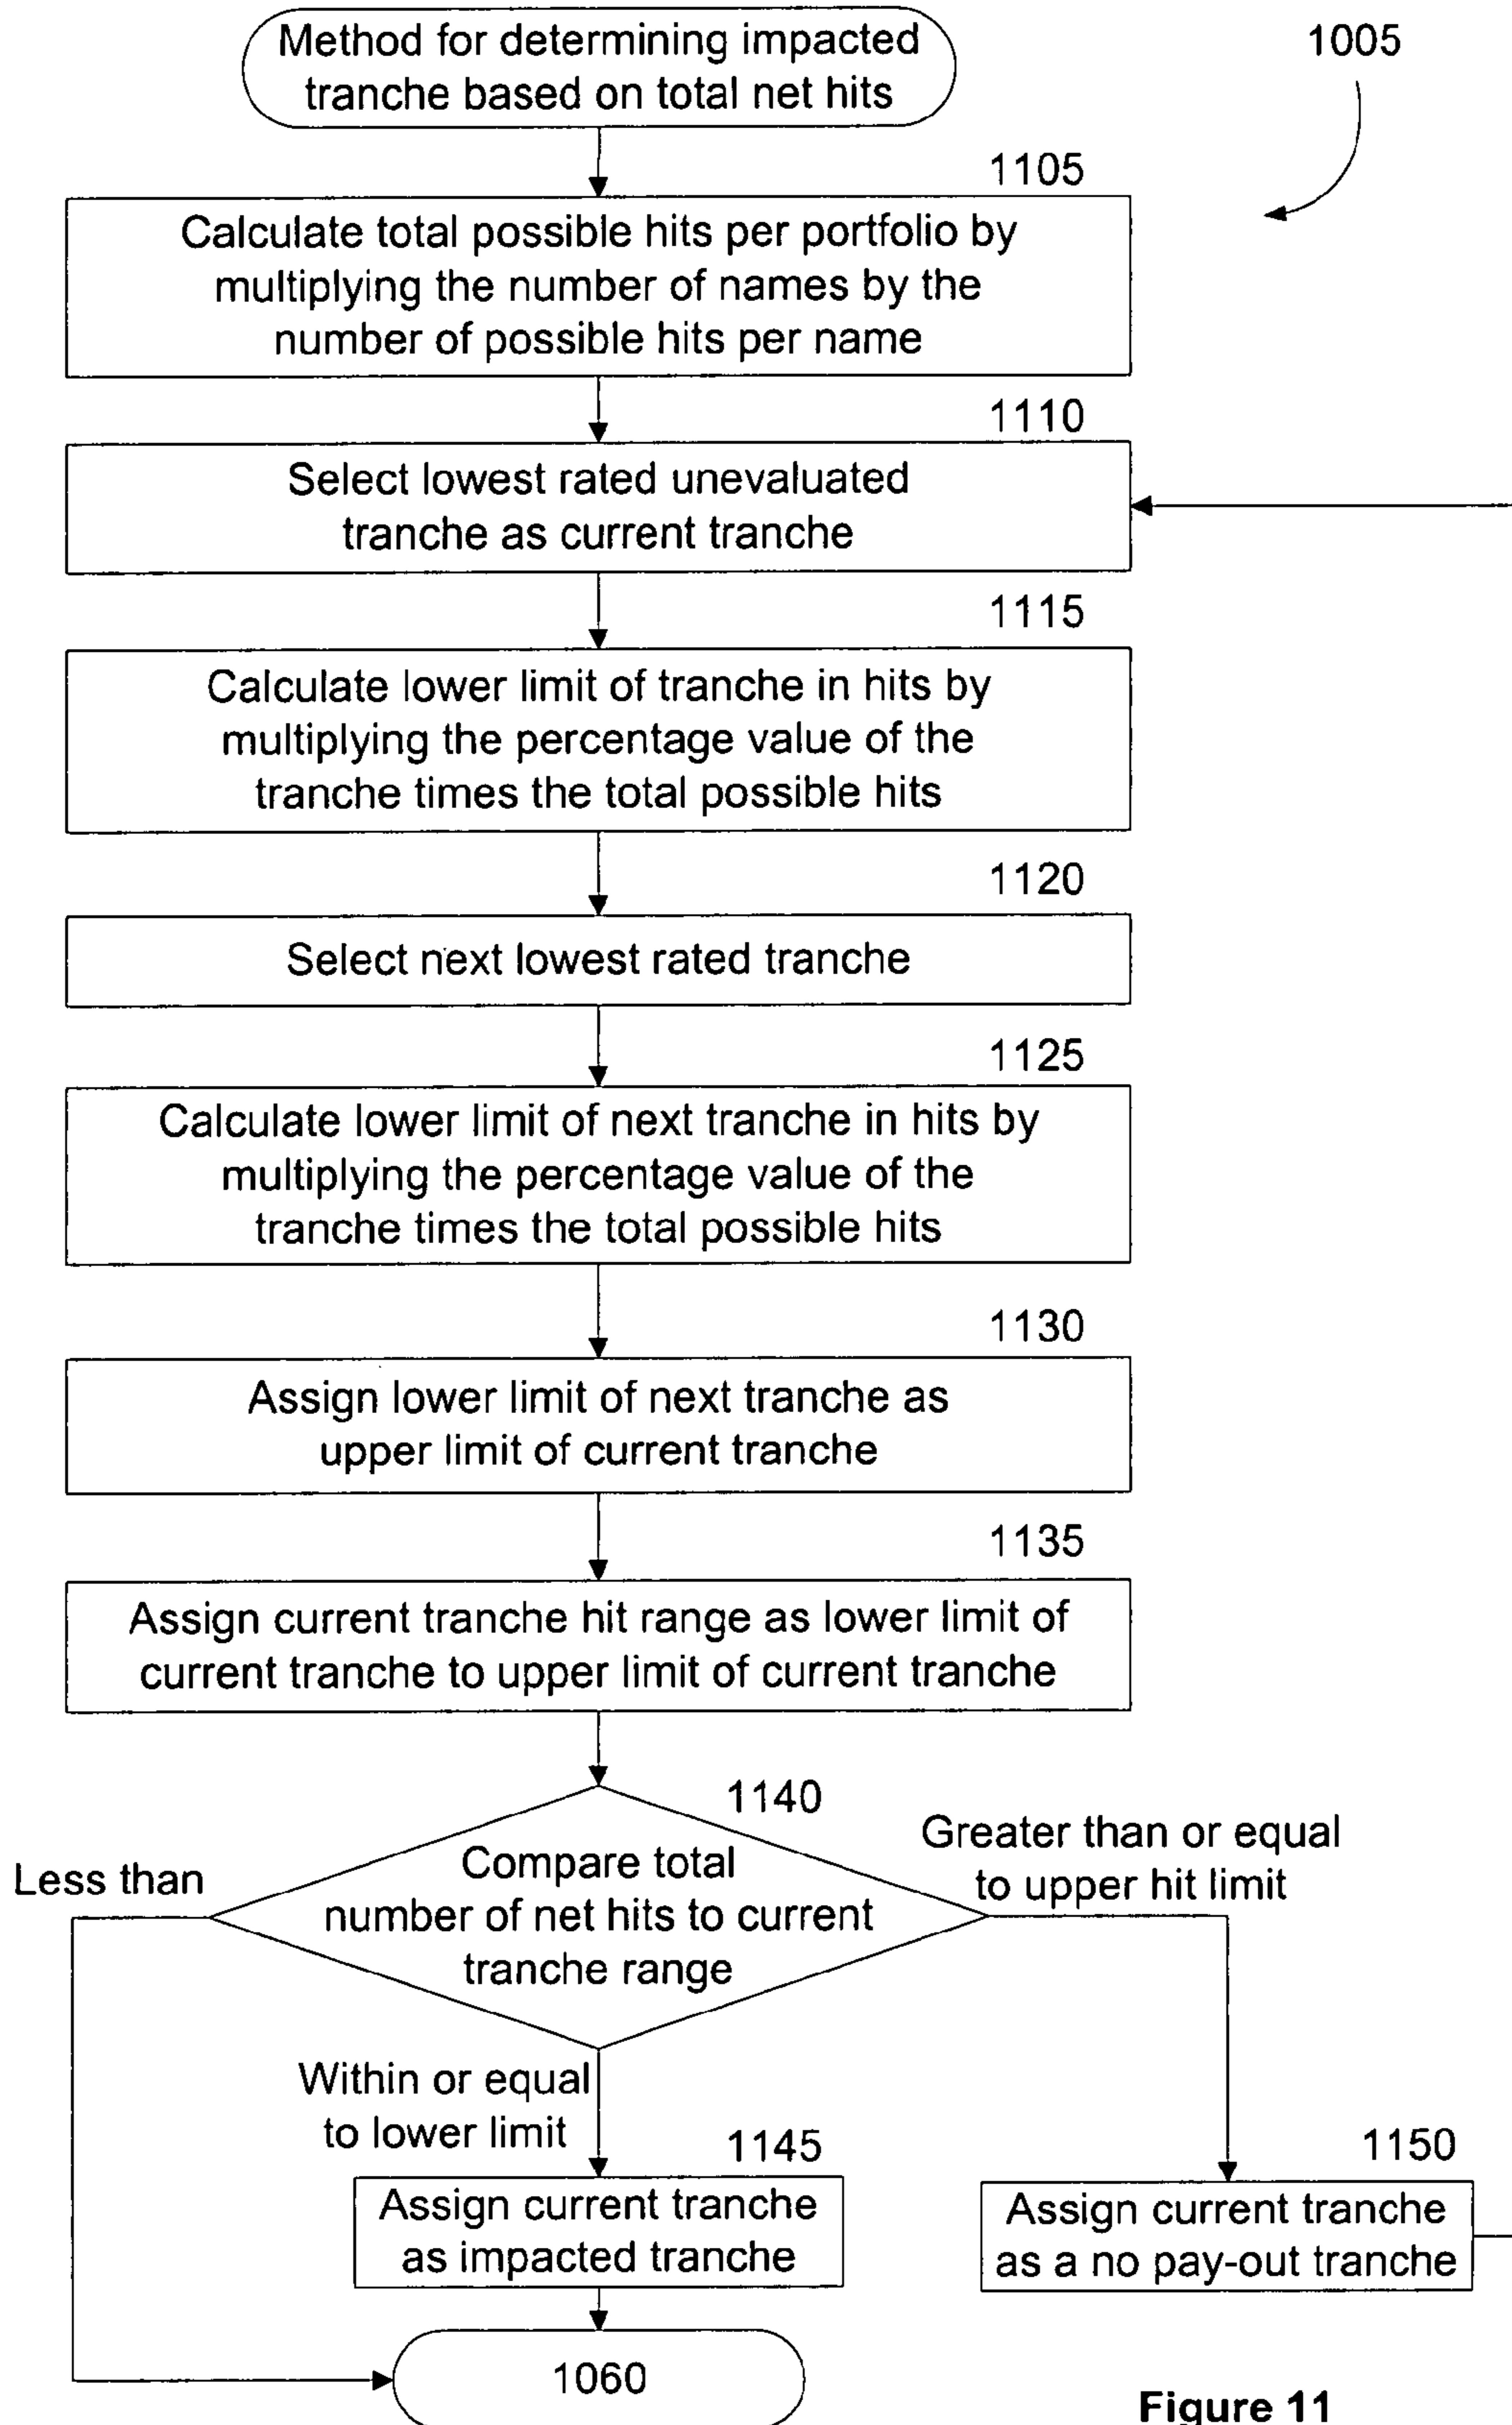 Method for determining impacted
tranche based on total net hits
1005
1105
Calculate total possible hits per portfolio by
multiplying the number of names by the
number of possible hits per name
1110
Select lowest rated unevaluated
tranche as current tranche
1115
Calculate lower limit of tranche in hits by
multiplying the percentage value of the
tranche times the total possible hits
1120
Select next lowest rated tranche
1125
Calculate lower limit of next tranche in hits by
multiplying the percentage value of the
tranche times the total possible hits
1130
Assign lower limit of next tranche as
upper limit of current tranche
1135
Assign current tranche hit range as lower limit of
current tranche to upper limit of current tranche
1140
Compare total
number of net hits to current
tranche range
Less than
Greater than or equal
to upper hit limit
Within or equal
to lower limit
1145
Assign current tranche
as impacted tranche
1150
Assign current tranche
as a no pay-out tranche
1060
Figure 11